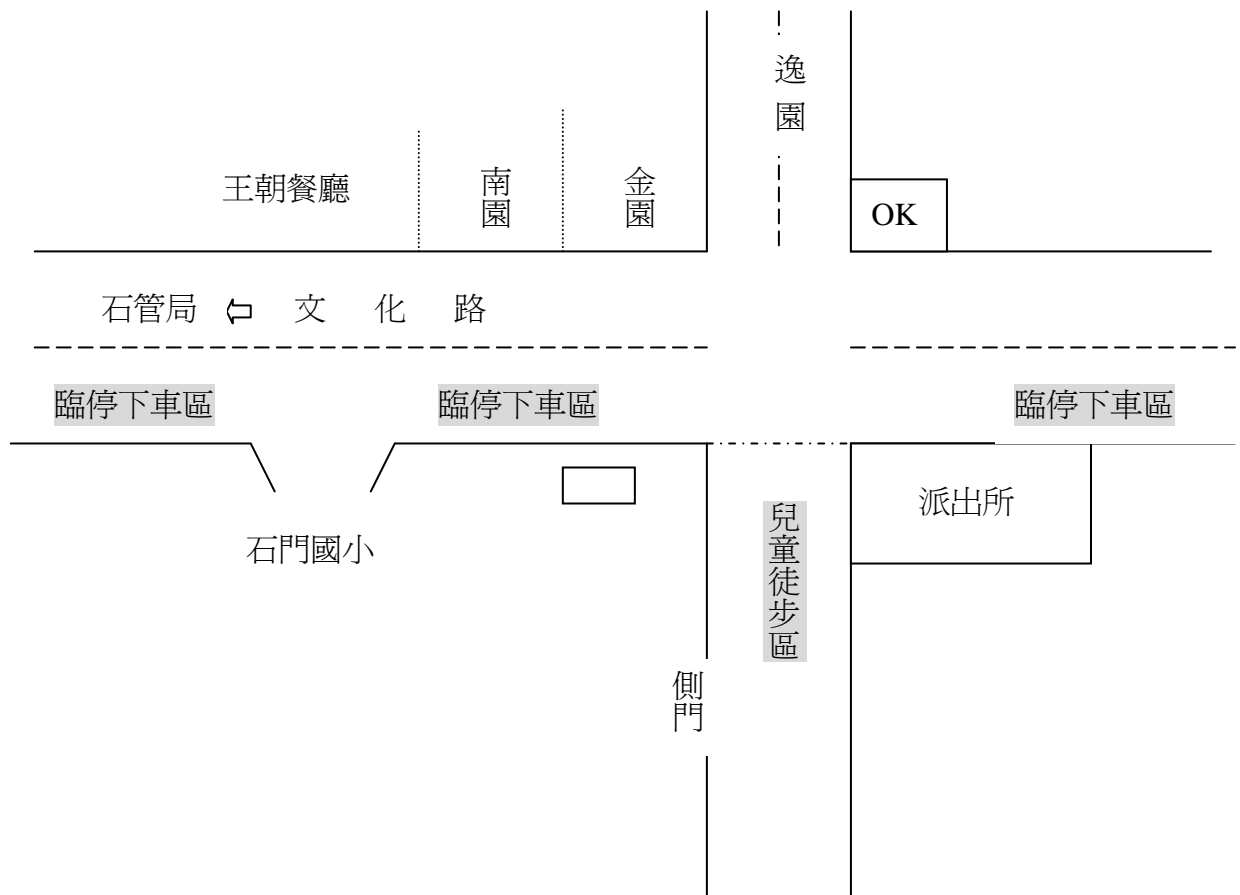 逸園
王朝餐廳
南園
金園
OK
石管局
文化路
臨停下車區
臨停下車區
臨停下車區
石門國小
兒童徒步區
派出所
側門